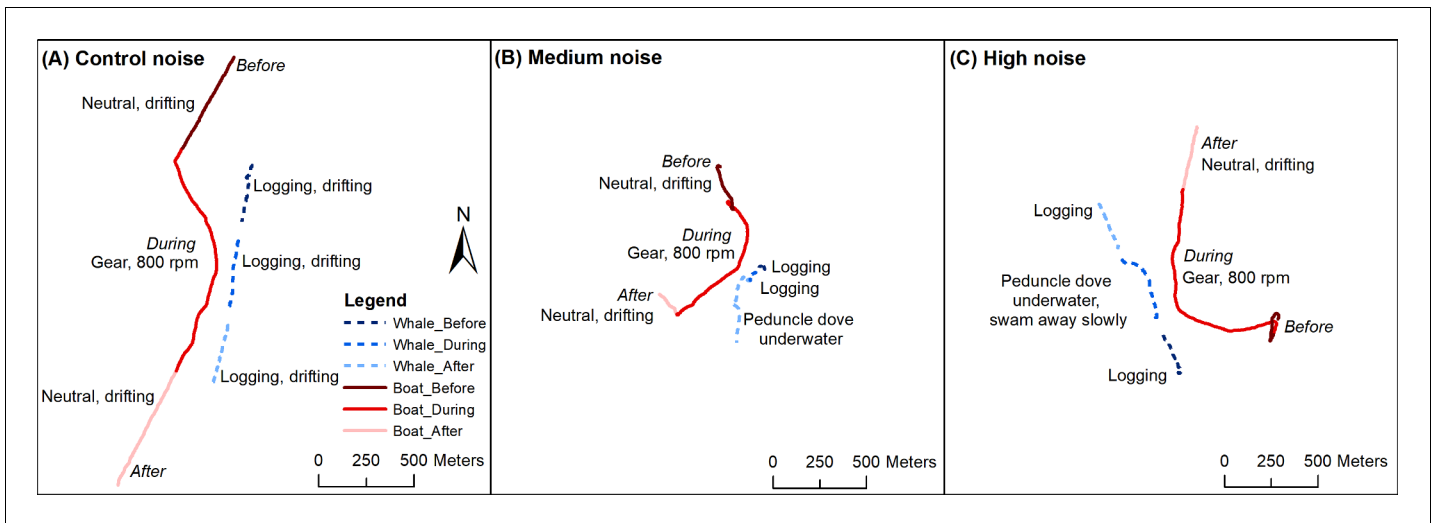 (A) Control noise
Before
Neutral, drifting
Logging, drifting
During
Gear, 800 rpm
Logging, drifting
Logging, drifting
Neutral, drifting
After
N
Legend
Whale_Before
Whale_During
Whale_After
Boat_Before
Boat_During
Boat_After
0 250 500 Meters
(B) Medium noise
Before
Neutral, drifting
During
Gear, 800 rpm
Logging
Logging
After
Neutral, drifting
Peduncle dove
underwater
0 250 500 Meters
(C) High noise
After
Neutral, drifting
Logging
During
Gear, 800 rpm
Peduncle dove
underwater,
swam away slowly
Before
Logging
0 250 500 Meters